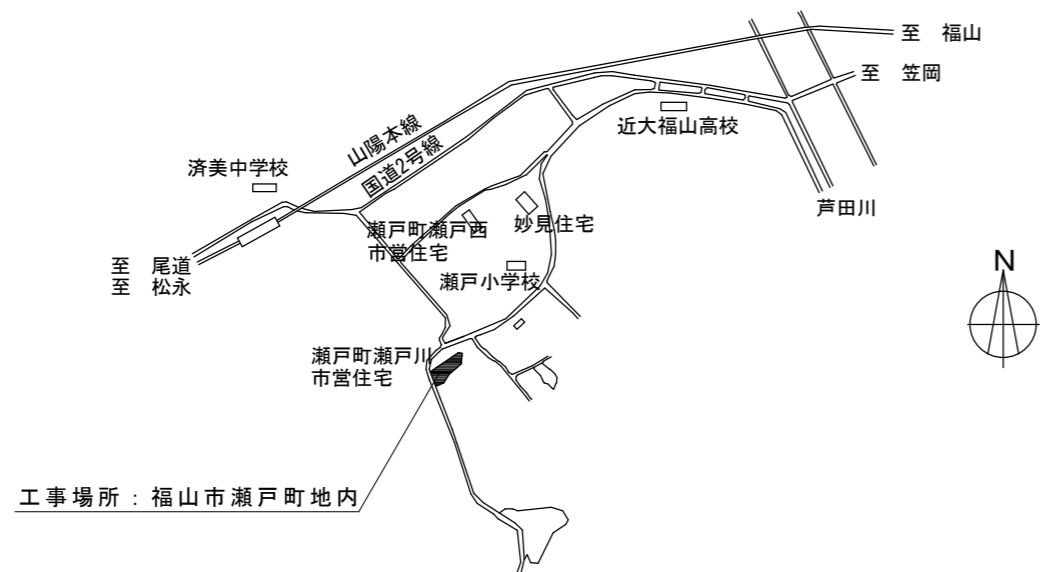 至 福山
至 笠岡
近大福山高校
山陽本線
国道2号線
済美中学校
芦田川
瀬戸町瀬戸西
市営住宅
妙見住宅
至 尾道
至 松永
瀬戸小学校
N
瀬戸町瀬戸川
市営住宅
工事場所：福山市瀬戸町地内